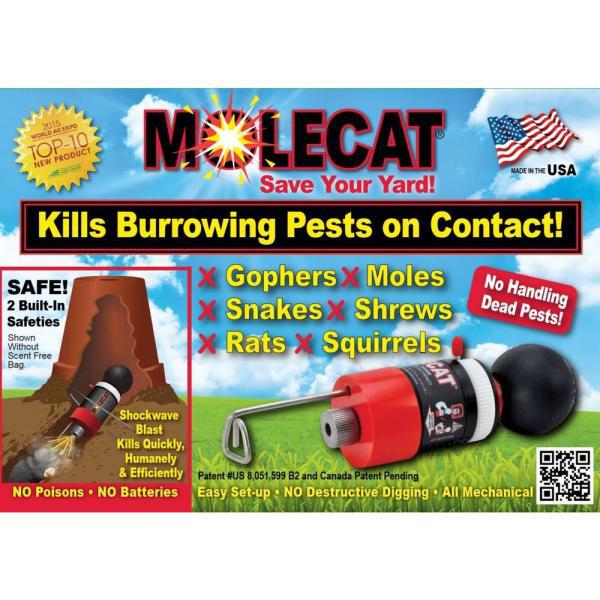 2015
WORLD AG EXPO
TOP-10
NEW PRODUCT
MOLECAT®
Save Your Yard!
MADE IN THE USA
Kills Burrowing Pests on Contact!
SAFE!
2 Built-In
Safeties
Shown
Without
Scent Free
Bag.
X Gophers X Moles
X Snakes X Shrews
X Rats X Squirrels
No Handling
Dead Pests!
MOLECAT
Shockwave
Blast
Kills Quickly,
Humanely
& Efficiently
CAT
Patent #US 8,051,599 B2 and Canada Patent Pending
NO Poisons • NO Batteries
Easy Set-up • NO Destructive Digging • All Mechanical